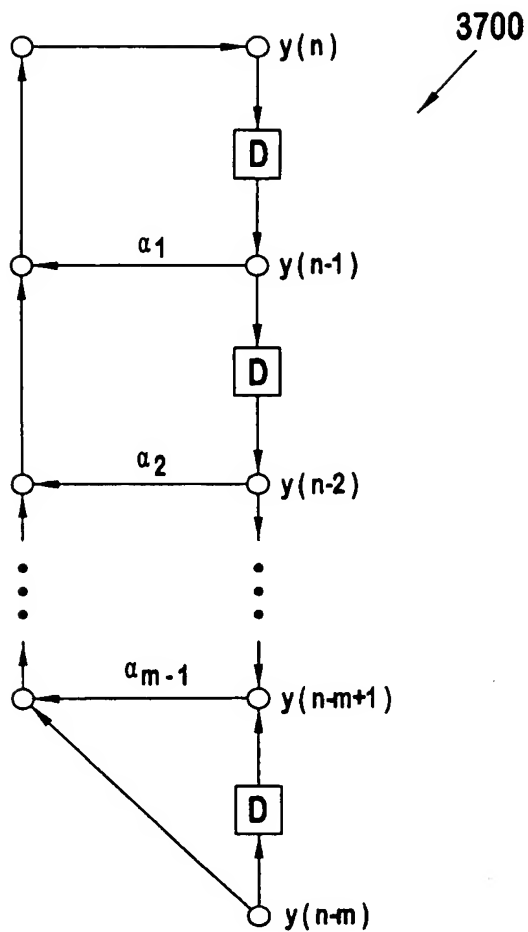 3700
y(n)
D
α1
y(n-1)
D
α2
y(n-2)
αm-1
y(n-m+1)
D
y(n-m)